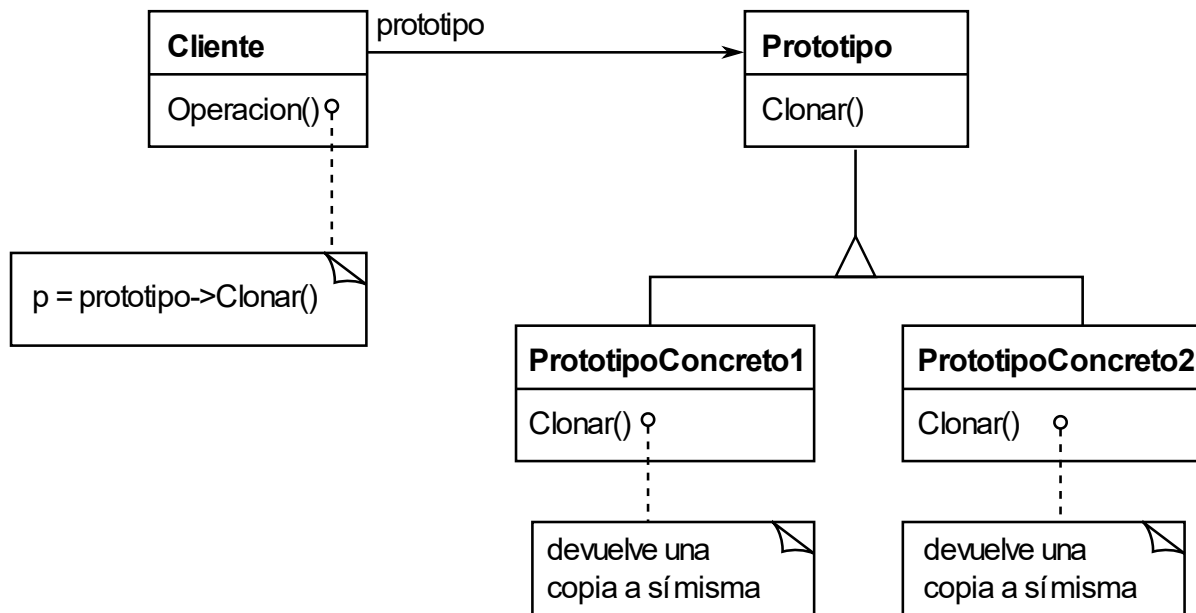 prototipo
Cliente
Operacion()
Prototipo
Clonar()
p = prototipo->Clonar()
PrototipoConcreto1
Clonar()
PrototipoConcreto2
Clonar()
devuelve una
copia a sí misma
devuelve una
copia a sí misma